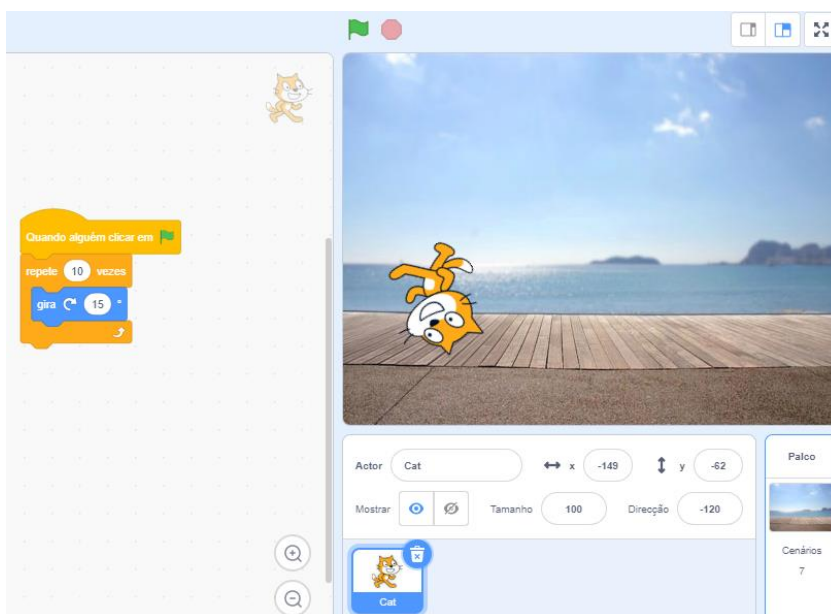 Quando alguém clicar em
repete 10 vezes
gira 15 °
Actor Cat x -149 y -62
Mostrar Tamanho 100 Direcção -120
Cat
Palco
Cenários
7